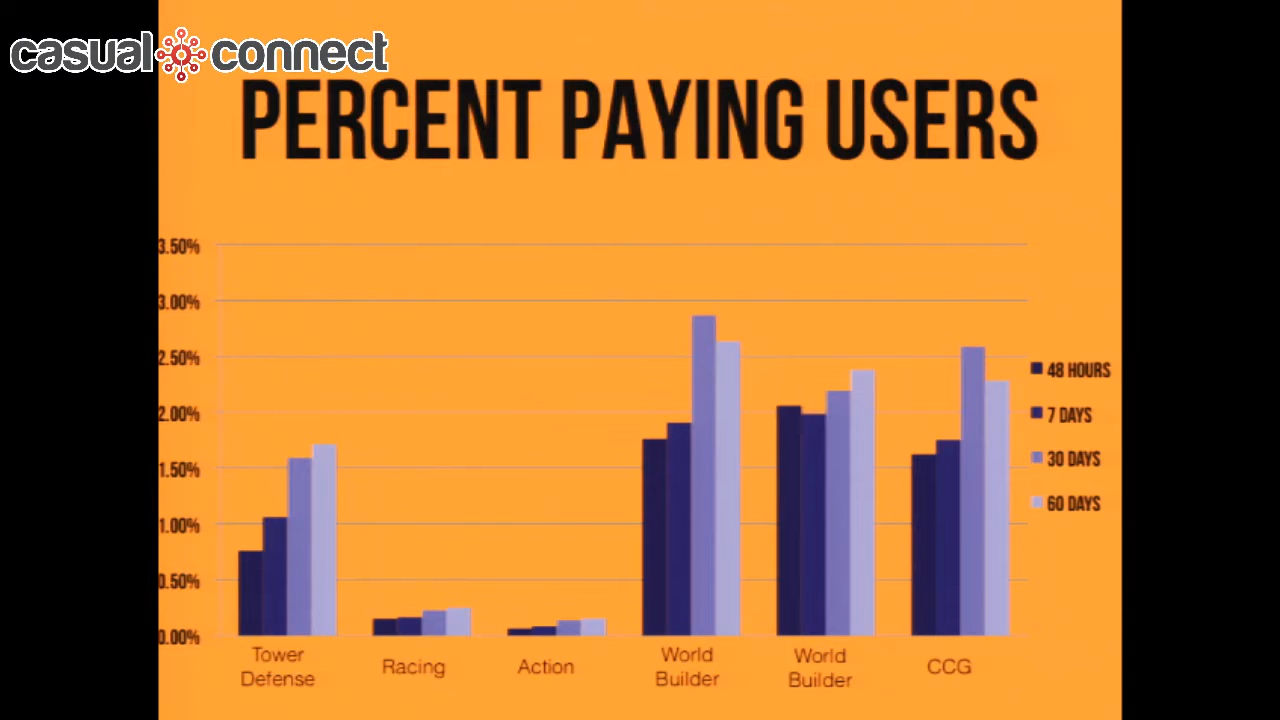 casual connect
PERCENT PAYING USERS
3.50%
3.00%
2.50%
2.00%
1.50%
1.00%
0.50%
0.00%
48 HOURS
7 DAYS
30 DAYS
60 DAYS
Tower
Defense
Racing
Action
World
Builder
World
Builder
CCG